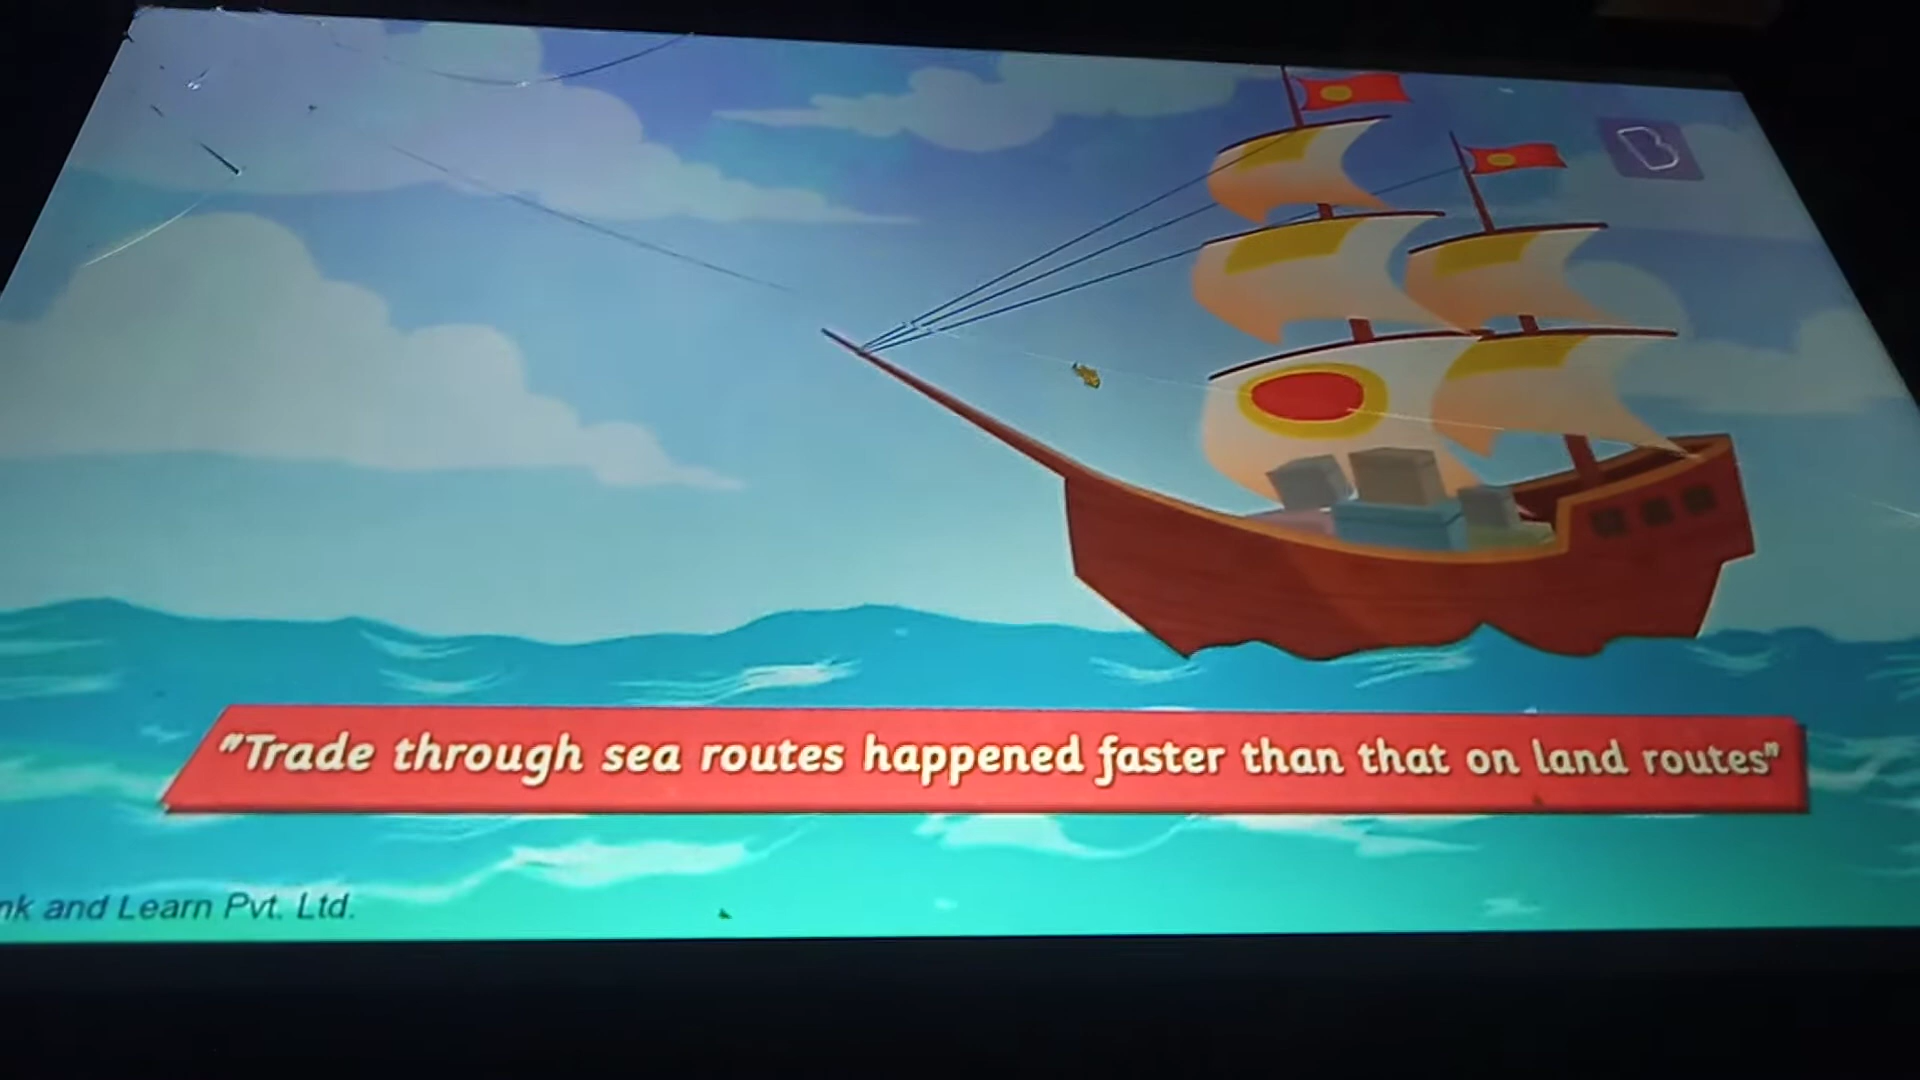 B
"Trade through sea routes happened faster than that on land routes"
nk and Learn Pvt. Ltd.